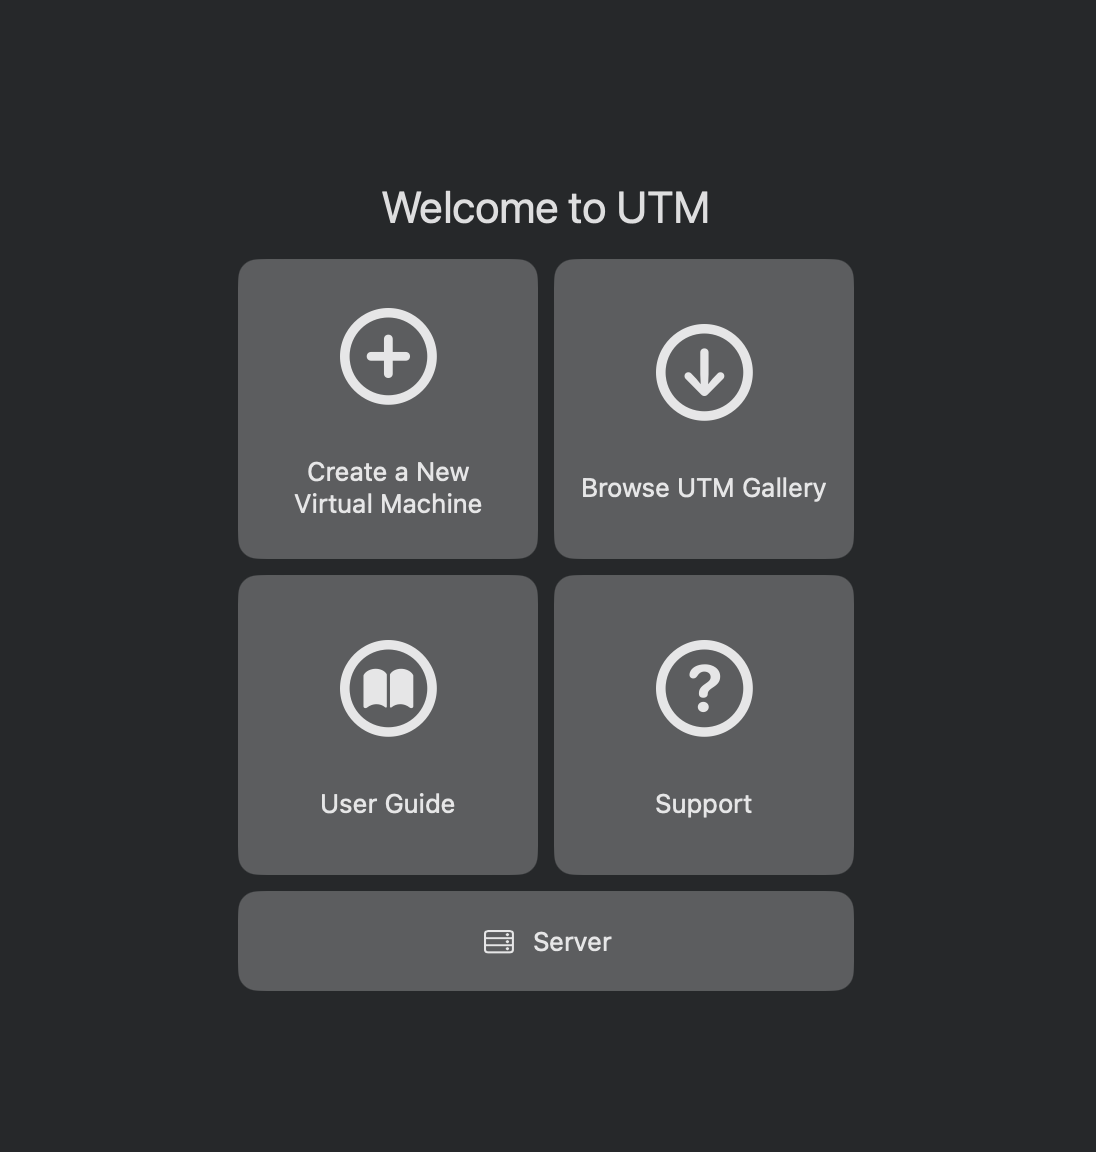 Welcome to UTM
Create a New
Virtual Machine
Browse UTM Gallery
User Guide
Support
Server